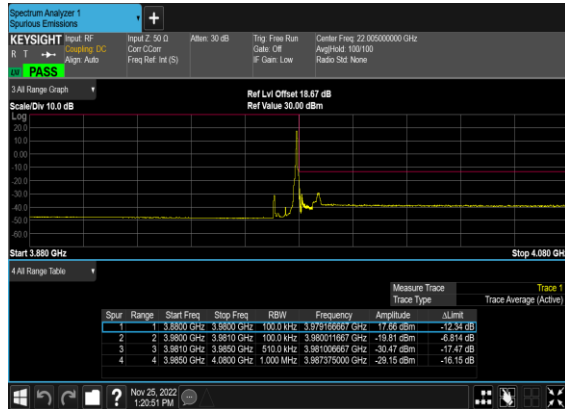 Spectrum Analyzer 1
Spurious Emissions
KEYSIGHT Input: RF Input Z: 50 Ω Atten: 30 dB Trig: Free Run Center Freq: 22.005000000 GHz
R T Coupling: DC Corr CCorr Gate: Off Avg|Hold: 100/100
Align: Auto Freq Ref: Int (S) IF Gain: Low Radio Std: None
PASS
3 All Range Graph Ref Lvl Offset 18.67 dB
Scale/Div 10.0 dB Ref Value 30.00 dBm
Log
20.0
10.0
0.00
-10.0
-20.0
-30.0
-40.0
-50.0
-60.0
Start 3.880 GHz Stop 4.080 GH
4 All Range Table
Measure Trace Trace 1
Trace Type Trace Average (Active)
Spur Range Start Freq Stop Freq RBW Frequency Amplitude ΔLimit
1 1 3.8800 GHz 3.9800 GHz 100.0 kHz 3.979166667 GHz 17.66 dBm -12.34 dB
2 2 3.9800 GHz 3.9810 GHz 100.0 kHz 3.980011667 GHz -19.81 dBm -6.814 dB
3 3 3.9810 GHz 3.9850 GHz 510.0 kHz 3.981006667 GHz -30.47 dBm -17.47 dB
4 4 3.9850 GHz 4.0800 GHz 1.000 MHz 3.987375000 GHz -29.15 dBm -16.15 dB
Nov 25, 2022
1:20:51 PM